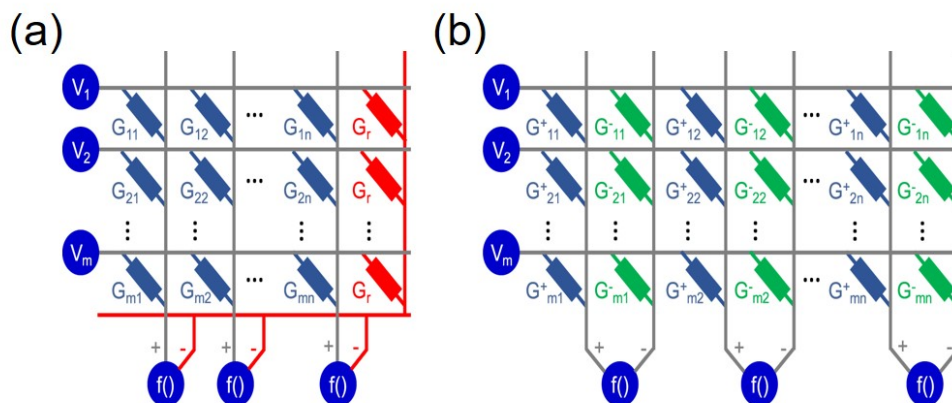 (a) (b)
V1 G11 G12 ... G1n Gr
V2 G21 G22 ... G2n Gr
⋮ ⋮ ⋮ ⋮
Vm Gm1 Gm2 ... Gmn Gr
+ - + - + -
f() f() f()
V1 G+11 G-11 G+12 G-12 ... G+1n G-1n
V2 G+21 G-21 G+22 G-22 ... G+2n G-2n
⋮ ⋮ ⋮ ⋮ ⋮ ⋮
Vm G+m1 G-m1 G+m2 G-m2 ... G+mn G-mn
+ - + - + -
f() f() f()